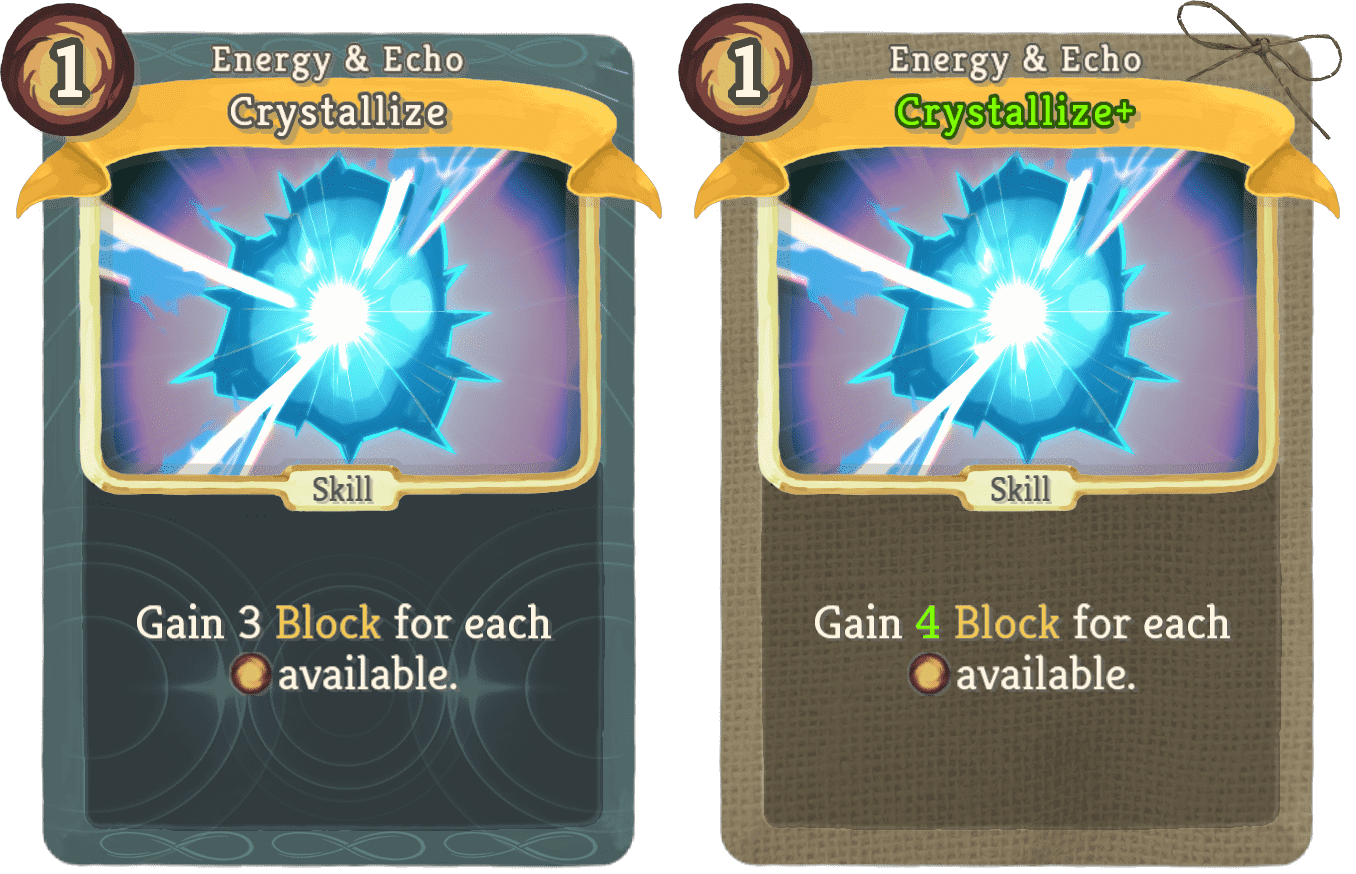 1
Energy & Echo
Crystallize
Skill
Gain 3 Block for each
available.
1
Energy & Echo
Crystallize+
Skill
Gain 4 Block for each
available.